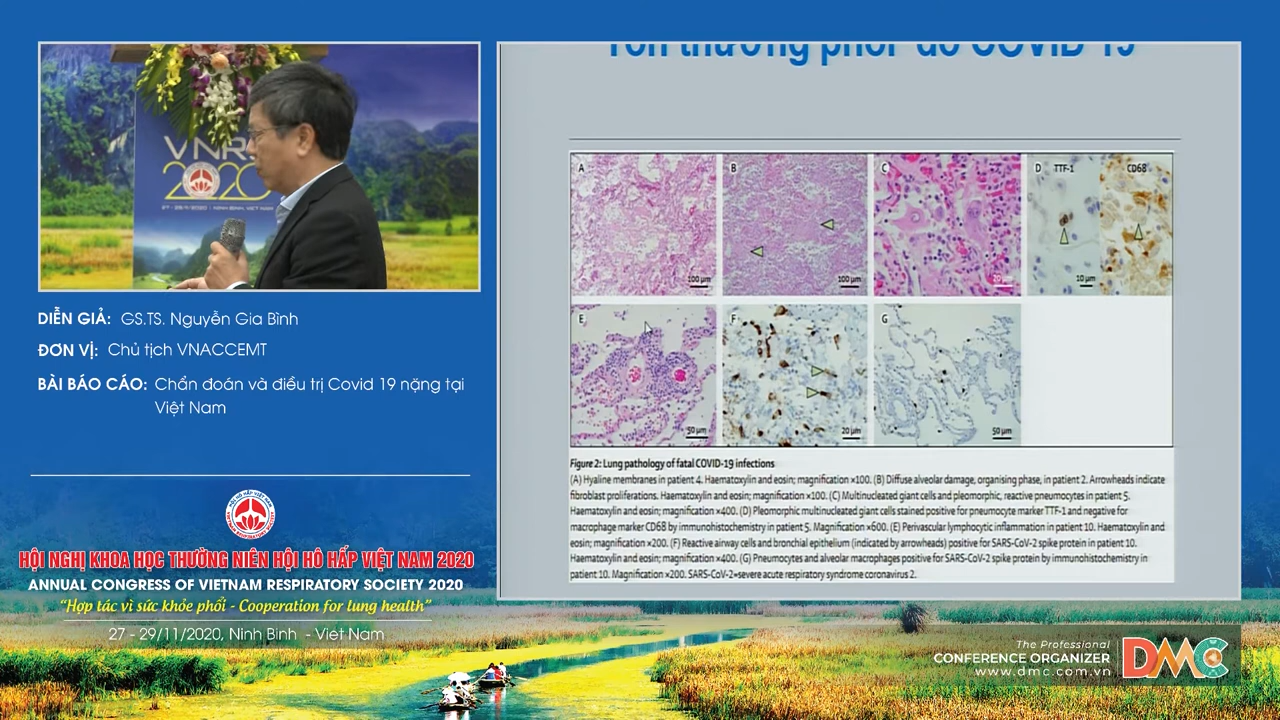 VNRS
2020
27 - 29/11/2020, NINH BINH, VIET NAM
DIỄN GIẢ: GS.TS. Nguyễn Gia Bình
ĐƠN VỊ: Chủ tịch VNACCEMT
BÀI BÁO CÁO: Chẩn đoán và điều trị Covid 19 nặng tại
Việt Nam
HỘI NGHỊ KHOA HỌC THƯỜNG NIÊN HỘI HÔ HẤP VIỆT NAM 2020
ANNUAL CONGRESS OF VIETNAM RESPIRATORY SOCIETY 2020
“Hợp tác vì sức khỏe phổi - Cooperation for lung health”
27 - 29/11/2020, Ninh Binh - Viet Nam
Tổn thương phổi do COVID 19
A
100 µm
B
100 µm
C
20 µm
D TTF-1 CD68
10 µm
E
50 µm
F
20 µm
G
50 µm
Figure 2: Lung pathology of fatal COVID-19 infections
(A) Hyaline membranes in patient 4. Haematoxylin and eosin; magnification ×100. (B) Diffuse alveolar damage, organising phase, in patient 2. Arrowheads indicate
fibroblast proliferations. Haematoxylin and eosin; magnification ×100. (C) Multinucleated giant cells and pleomorphic, reactive pneumocytes in patient 5.
Haematoxylin and eosin; magnification ×400. (D) Pleomorphic multinucleated giant cells stained positive for pneumocyte marker TTF-1 and negative for
macrophage marker CD68 by immunohistochemistry in patient 5. Magnification ×600. (E) Perivascular lymphocytic inflammation in patient 10. Haematoxylin and
eosin; magnification ×200. (F) Reactive airway cells and bronchial epithelium (indicated by arrowheads) positive for SARS-CoV-2 spike protein in patient 10.
Haematoxylin and eosin; magnification ×400. (G) Pneumocytes and alveolar macrophages positive for SARS-CoV-2 spike protein by immunohistochemistry in
patient 10. Magnification ×200. SARS-CoV-2=severe acute respiratory syndrome coronavirus 2.
The Professional
CONFERENCE ORGANIZER
www.dmc.com.vn
DMC